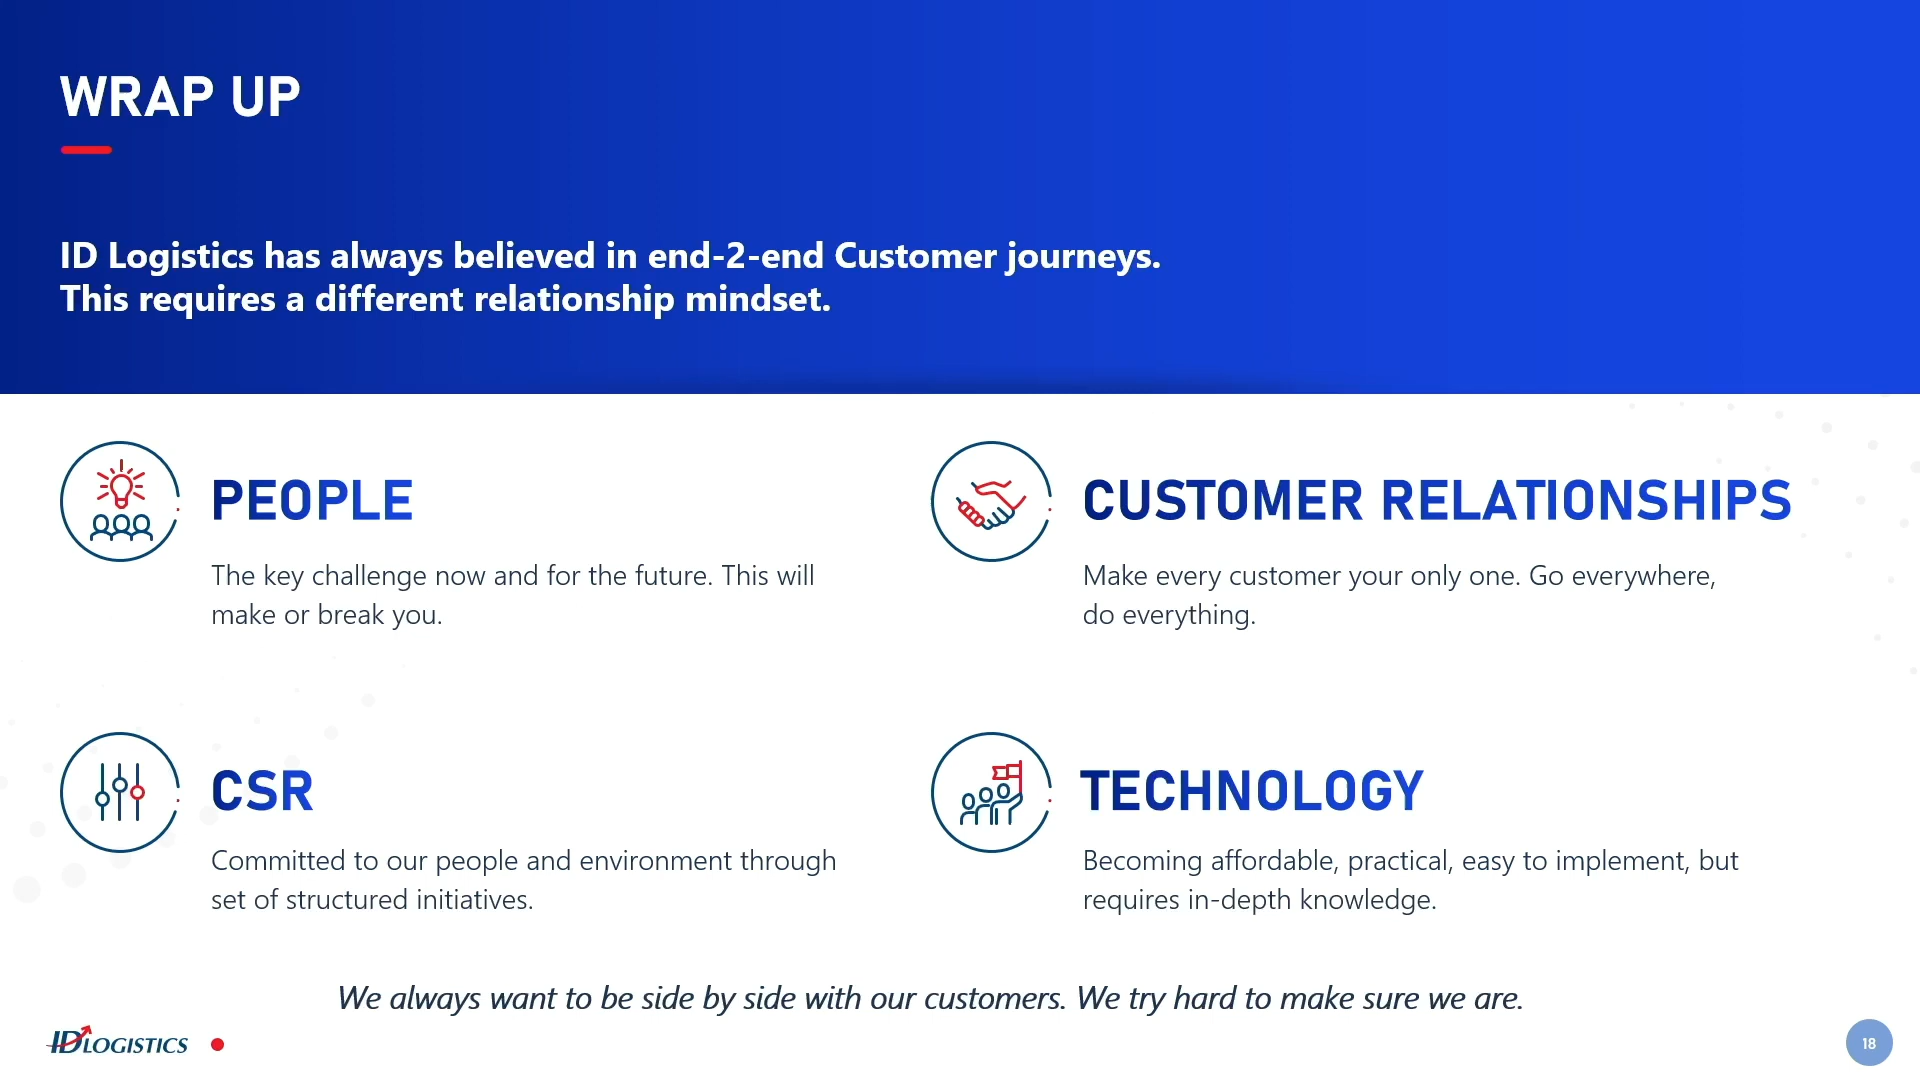 WRAP UP
ID Logistics has always believed in end-2-end Customer journeys.
This requires a different relationship mindset.
PEOPLE
The key challenge now and for the future. This will
make or break you.
CUSTOMER RELATIONSHIPS
Make every customer your only one. Go everywhere,
do everything.
CSR
Committed to our people and environment through
set of structured initiatives.
TECHNOLOGY
Becoming affordable, practical, easy to implement, but
requires in-depth knowledge.
We always want to be side by side with our customers. We try hard to make sure we are.
ID LOGISTICS
18